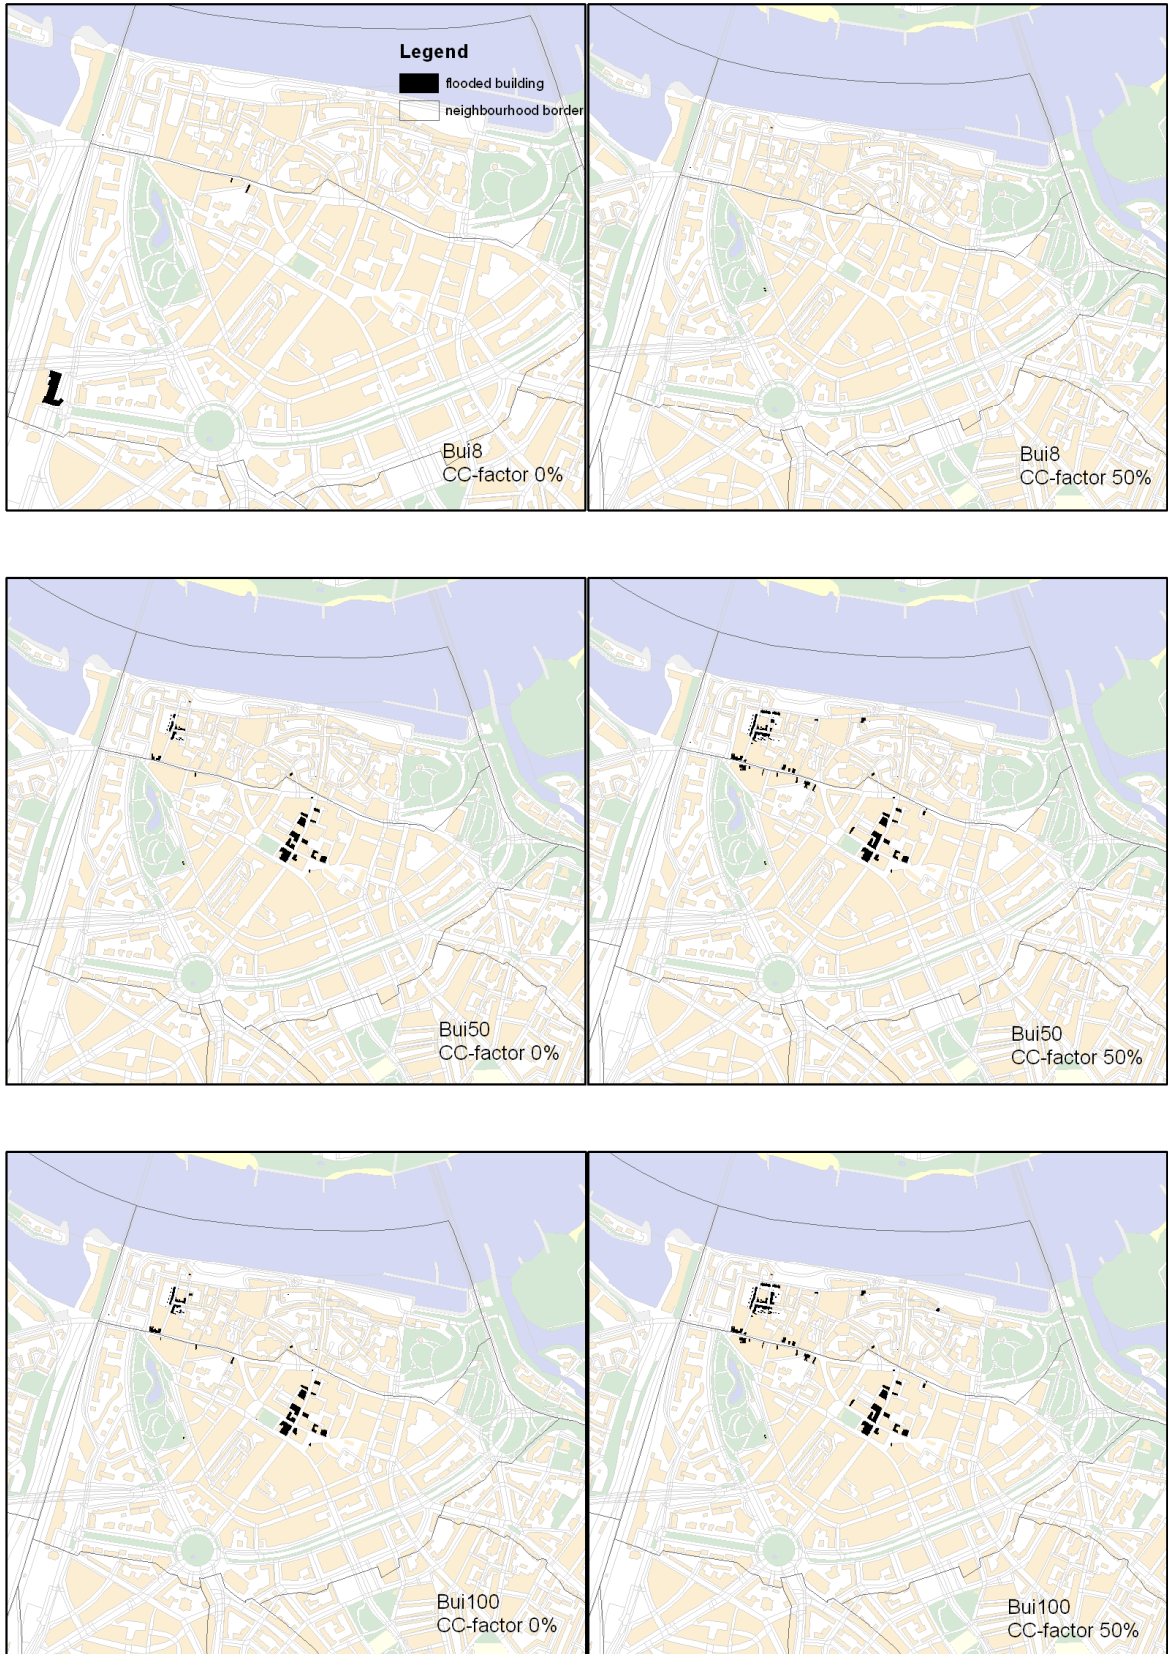 Legend
flooded building
neighbourhood border
Bui8
CC-factor 0%
Bui8
CC-factor 50%
Bui50
CC-factor 0%
Bui50
CC-factor 50%
Bui100
CC-factor 0%
Bui100
CC-factor 50%